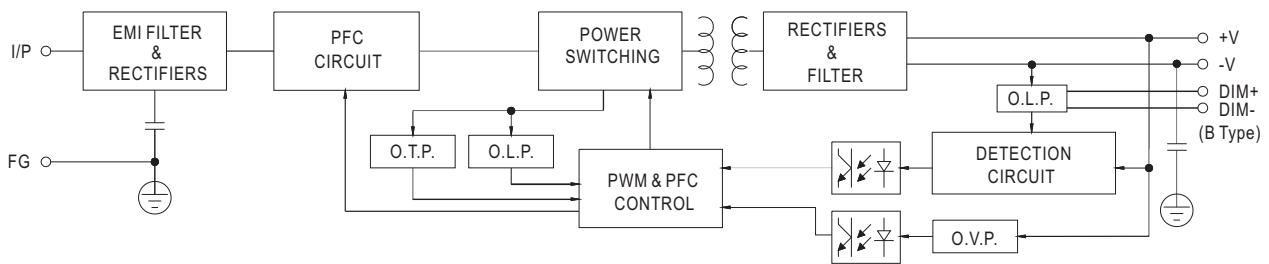 I/P
EMI FILTER
&
RECTIFIERS
PFC
CIRCUIT
POWER
SWITCHING
RECTIFIERS
&
FILTER
+V
-V
DIM+
DIM-
(B Type)
O.L.P.
FG
O.T.P.
O.L.P.
PWM & PFC
CONTROL
DETECTION
CIRCUIT
O.V.P.